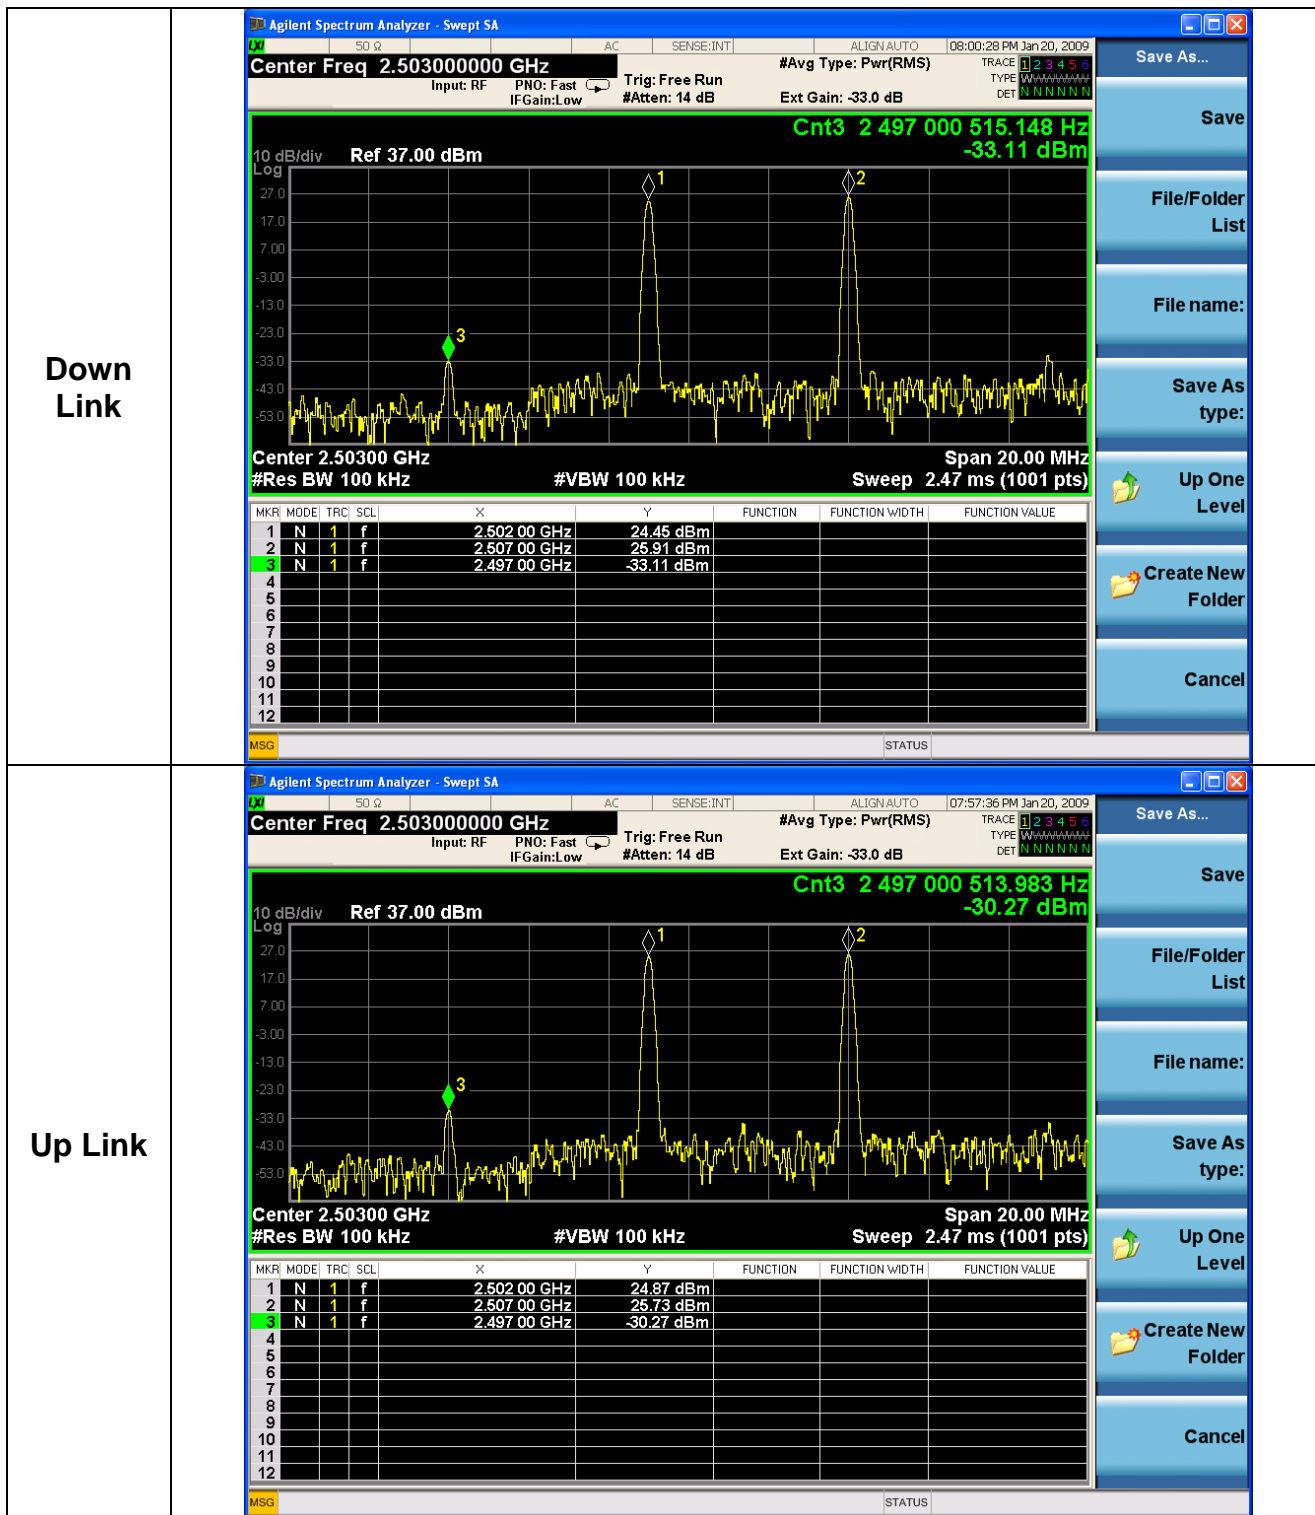 Down
Link
Agilent Spectrum Analyzer - Swept SA
LXI 50 Ω AC SENSE:INT ALIGN AUTO 08:00:28 PM Jan 20, 2009
Center Freq 2.503000000 GHz
Input: RF PNO: Fast IFGain:Low
Trig: Free Run
#Atten: 14 dB
#Avg Type: Pwr(RMS)
Ext Gain: -33.0 dB
TRACE 1 2 3 4 5 6
TYPE
DET N N N N N N
Cnt3 2 497 000 515.148 Hz
-33.11 dBm
10 dB/div Ref 37.00 dBm
Log
27.0
17.0
7.00
-3.00
-13.0
-23.0
-33.0
-43.0
-53.0
1
2
3
Center 2.50300 GHz Span 20.00 MHz
#Res BW 100 kHz #VBW 100 kHz Sweep 2.47 ms (1001 pts)
MKR MODE TRC SCL X Y FUNCTION FUNCTION WIDTH FUNCTION VALUE
1 N 1 f 2.502 00 GHz 24.45 dBm
2 N 1 f 2.507 00 GHz 25.91 dBm
3 N 1 f 2.497 00 GHz -33.11 dBm
4
5
6
7
8
9
10
11
12
MSG STATUS
Save As...
Save
File/Folder
List
File name:
Save As
type:
Up One
Level
Create New
Folder
Cancel
Up Link
Agilent Spectrum Analyzer - Swept SA
LXI 50 Ω AC SENSE:INT ALIGN AUTO 07:57:36 PM Jan 20, 2009
Center Freq 2.503000000 GHz
Input: RF PNO: Fast IFGain:Low
Trig: Free Run
#Atten: 14 dB
#Avg Type: Pwr(RMS)
Ext Gain: -33.0 dB
TRACE 1 2 3 4 5 6
TYPE
DET N N N N N N
Cnt3 2 497 000 513.983 Hz
-30.27 dBm
10 dB/div Ref 37.00 dBm
Log
27.0
17.0
7.00
-3.00
-13.0
-23.0
-33.0
-43.0
-53.0
1
2
3
Center 2.50300 GHz Span 20.00 MHz
#Res BW 100 kHz #VBW 100 kHz Sweep 2.47 ms (1001 pts)
MKR MODE TRC SCL X Y FUNCTION FUNCTION WIDTH FUNCTION VALUE
1 N 1 f 2.502 00 GHz 24.87 dBm
2 N 1 f 2.507 00 GHz 25.73 dBm
3 N 1 f 2.497 00 GHz -30.27 dBm
4
5
6
7
8
9
10
11
12
MSG STATUS
Save As...
Save
File/Folder
List
File name:
Save As
type:
Up One
Level
Create New
Folder
Cancel